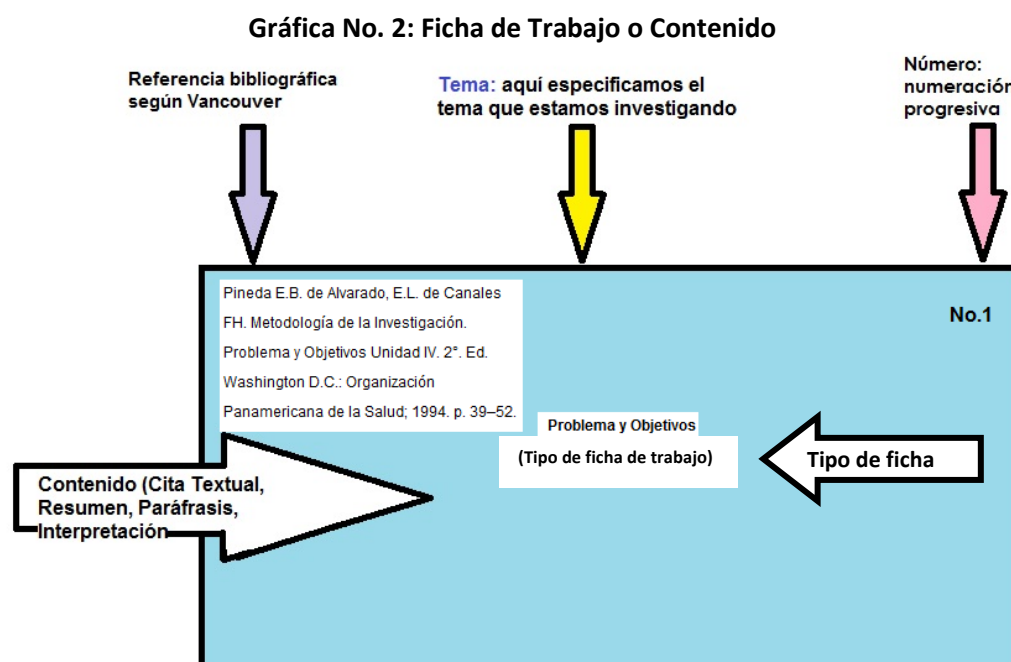 Gráfica No. 2: Ficha de Trabajo o Contenido
Referencia bibliográfica
según Vancouver
Tema: aquí especificamos el
tema que estamos investigando
Número:
numeración
progresiva
Pineda E.B. de Alvarado, E.L. de Canales
FH. Metodología de la Investigación.
Problema y Objetivos Unidad IV. 2°. Ed.
Washington D.C.: Organización
Panamericana de la Salud; 1994. p. 39–52.
No.1
Problema y Objetivos
(Tipo de ficha de trabajo)
Tipo de ficha
Contenido (Cita Textual,
Resumen, Paráfrasis,
Interpretación